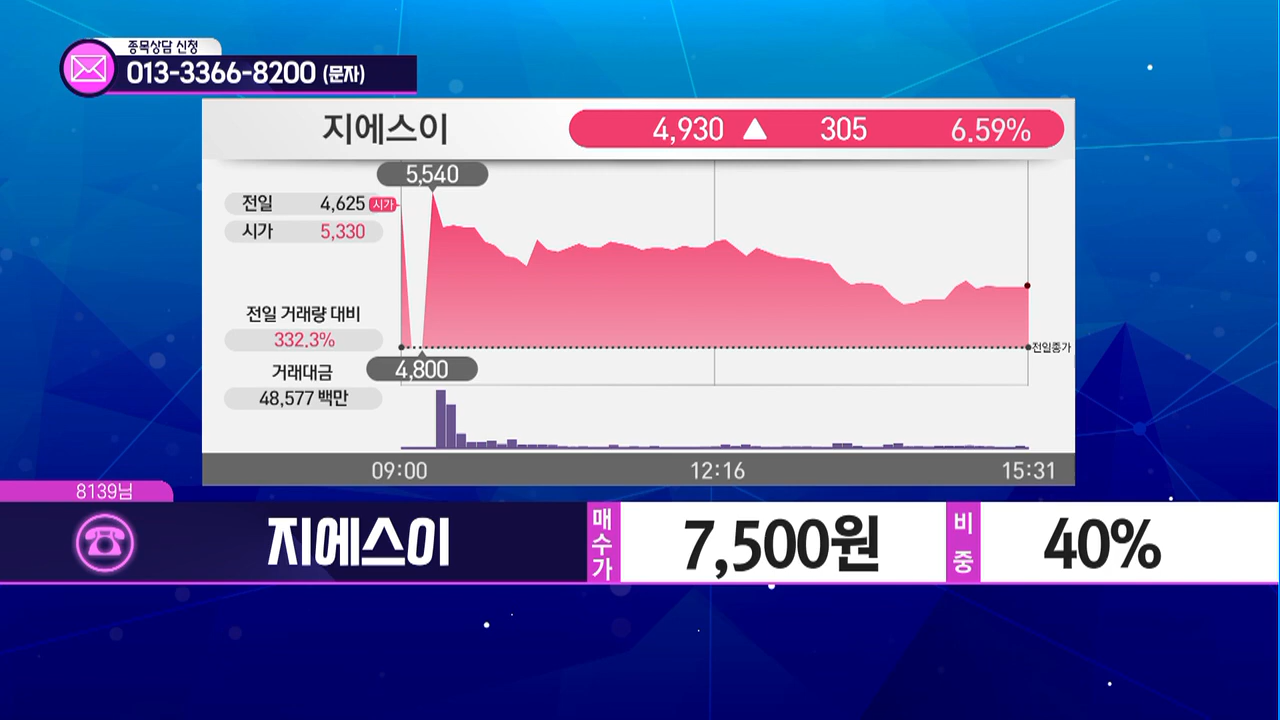 종목상담 신청
013-3366-8200 (문자)
지에스이
4,930 ▲ 305 6.59%
5,540
전일 4,625 시가
시가 5,330
전일 거래량 대비
332.3%
거래대금
48,577 백만
4,800
전일종가
09:00 12:16 15:31
8139님
지에스이
매수가
7,500원
비중
40%